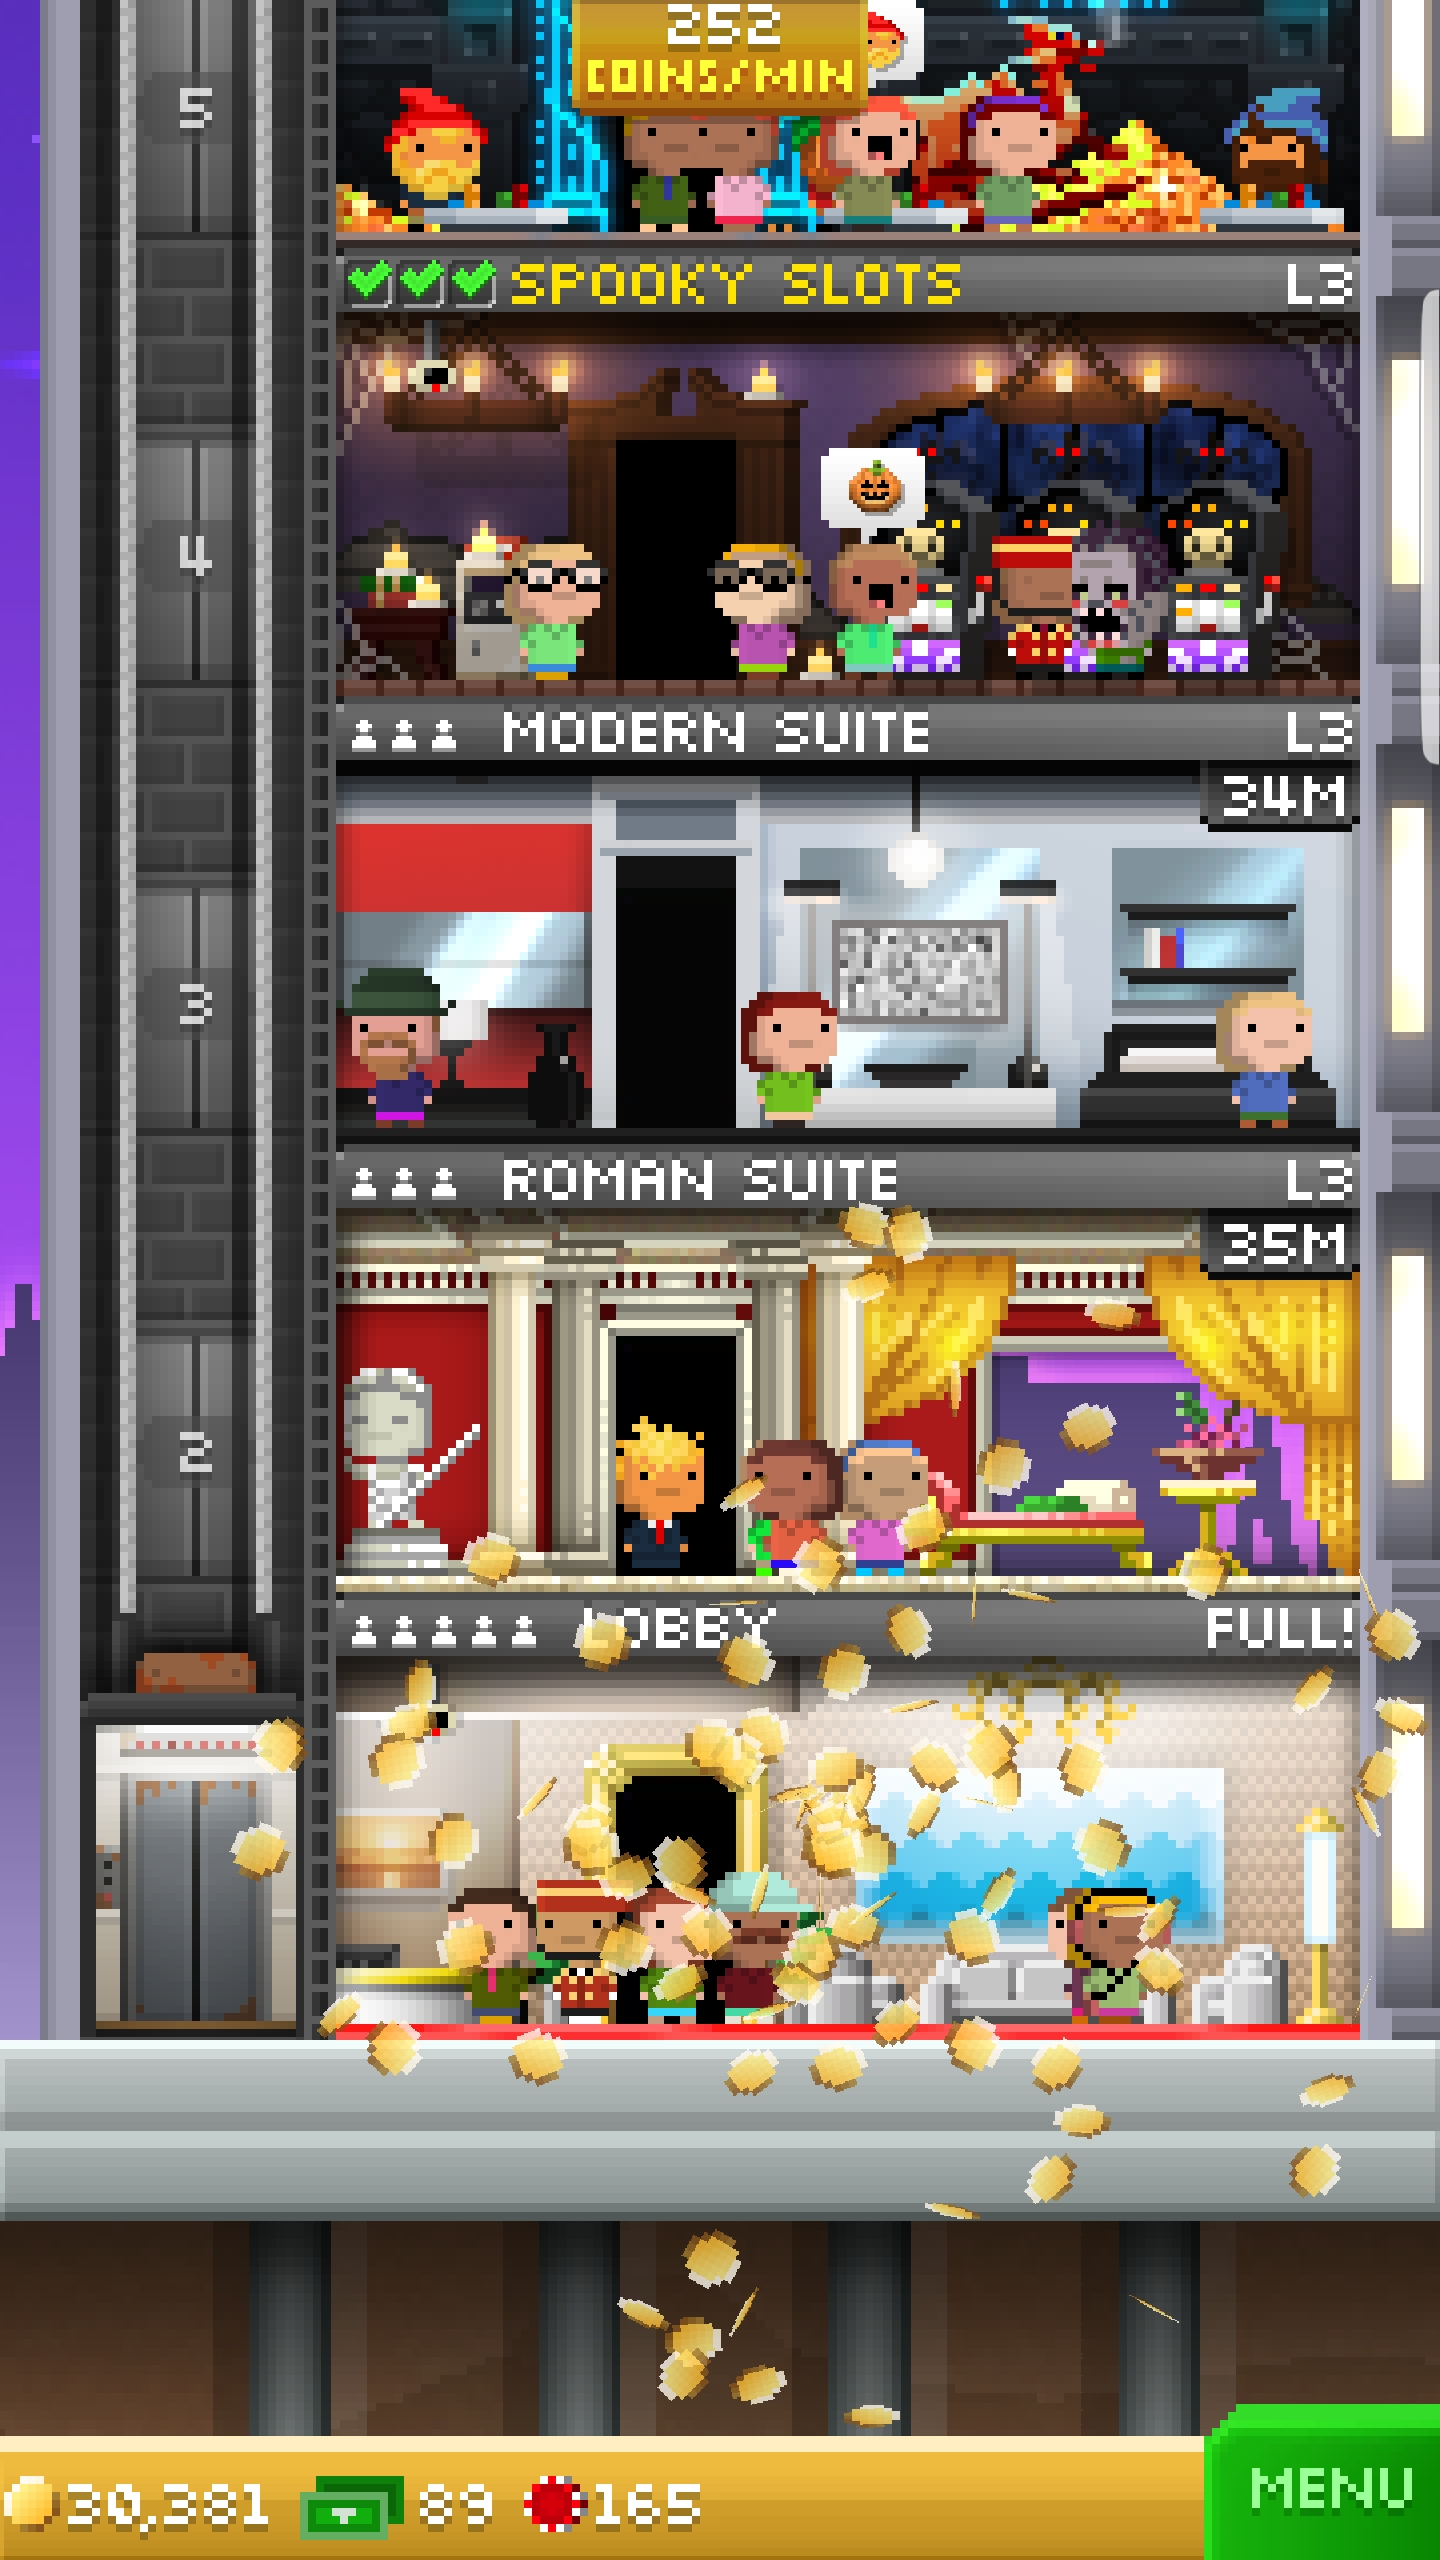 252
COINS/MIN
5
SPOOKY SLOTS L3
4
MODERN SUITE L3
34M
3
ROMAN SUITE L3
35M
2
LOBBY FULL!
30,381 89 165
MENU